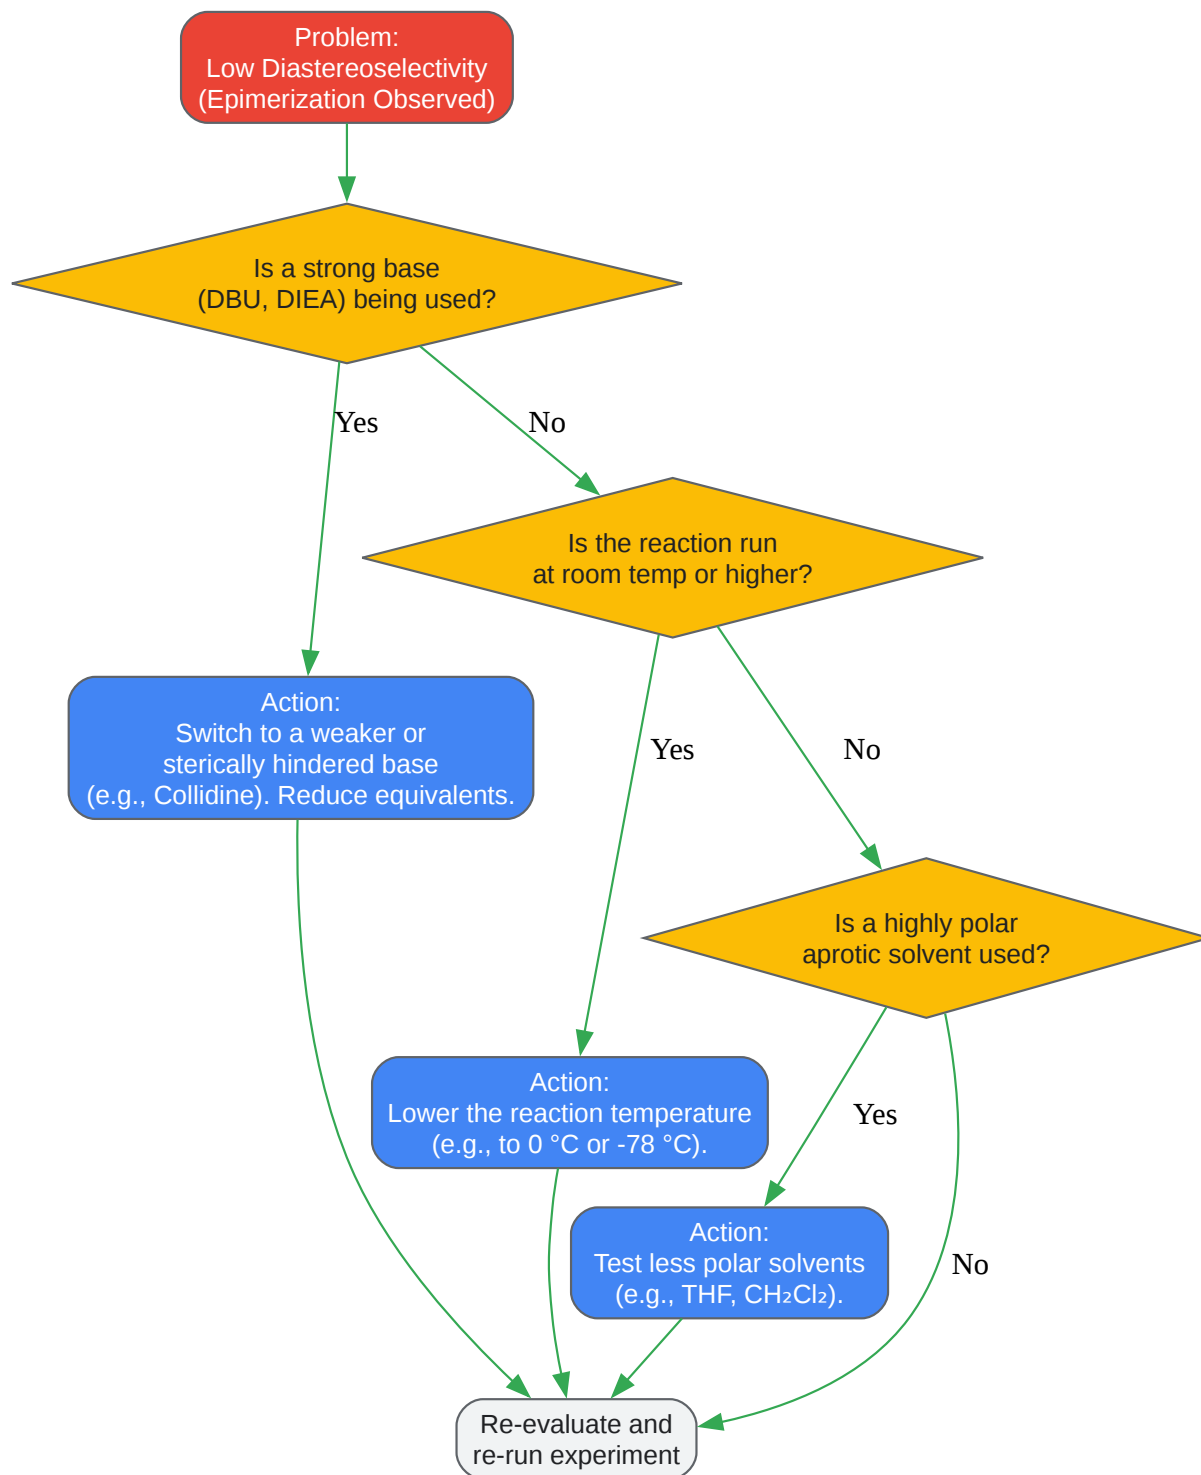 Problem:
Low Diastereoselectivity
(Epimerization Observed)
Is a strong base
(DBU, DIEA) being used?
Yes
No
Is the reaction run
at room temp or higher?
Action:
Switch to a weaker or
sterically hindered base
(e.g., Collidine). Reduce equivalents.
Yes
No
Is a highly polar
aprotic solvent used?
Action:
Lower the reaction temperature
(e.g., to 0 °C or -78 °C).
Yes
No
Action:
Test less polar solvents
(e.g., THF, CH₂Cl₂).
Re-evaluate and
re-run experiment